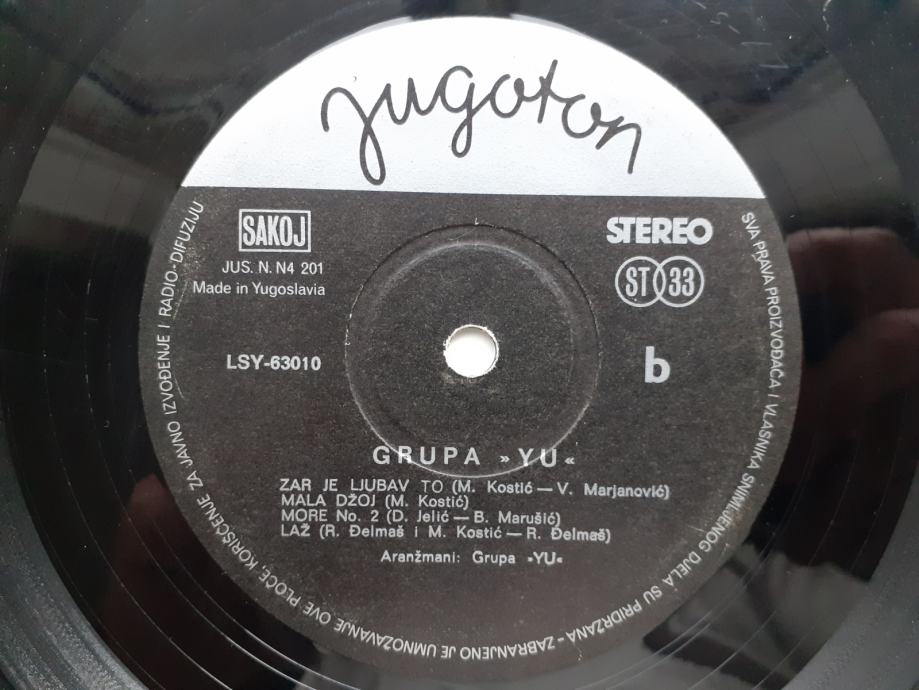 jugoton
SAKOJ
JUS. N. N4 201
Made in Yugoslavia
STEREO
ST 33
LSY-63010
b
GRUPA »YU«
ZAR JE LJUBAV TO (M. Kostić — V. Marjanović)
MALA DŽOJ (M. Kostić)
MORE No. 2 (D. Jelić — B. Marušić)
LAŽ (R. Đelmaš i M. Kostić — R. Đelmaš)
Aranžmani: Grupa »YU«
SVA PRAVA PROIZVOĐAČA I VLASNIKA SNIMLJENOG DJELA SU PRIDRŽANA - ZABRANJENO JE UMNOŽAVANJE OVE PLOČE KORIŠĆENJE ZA JAVNO IZVOĐENJE I RADIO-DIFUZIJU